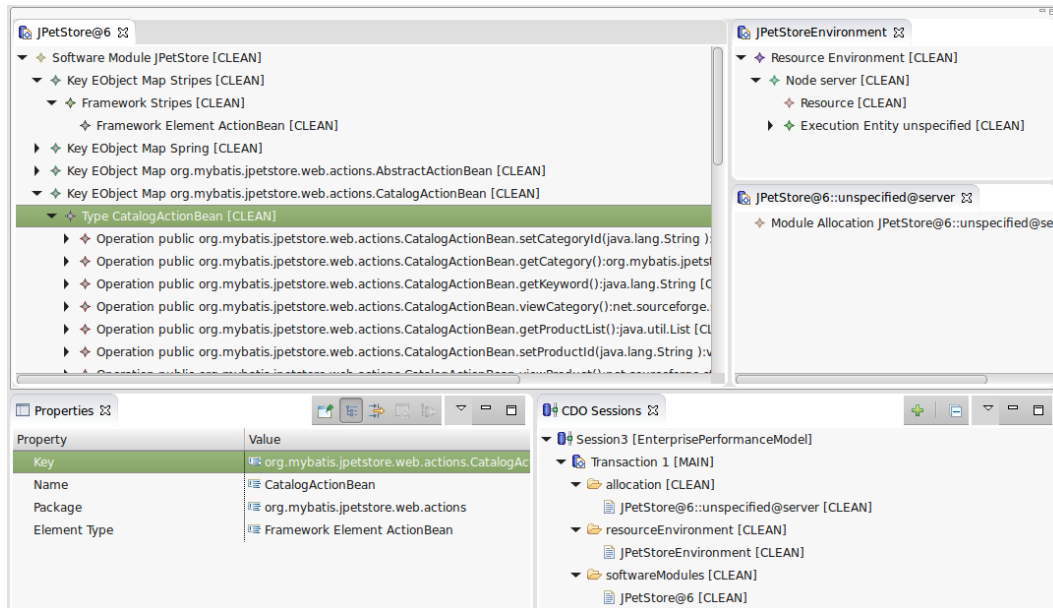 JPetStore@6
Software Module JPetStore [CLEAN]
Key EObject Map Stripes [CLEAN]
Framework Stripes [CLEAN]
Framework Element ActionBean [CLEAN]
Key EObject Map Spring [CLEAN]
Key EObject Map org.mybatis.jpetstore.web.actions.AbstractActionBean [CLEAN]
Key EObject Map org.mybatis.jpetstore.web.actions.CatalogActionBean [CLEAN]
Type CatalogActionBean [CLEAN]
Operation public org.mybatis.jpetstore.web.actions.CatalogActionBean.setCategoryId(java.lang.String ):
Operation public org.mybatis.jpetstore.web.actions.CatalogActionBean.getCategory():org.mybatis.jpetst
Operation public org.mybatis.jpetstore.web.actions.CatalogActionBean.getKeyword():java.lang.String [C
Operation public org.mybatis.jpetstore.web.actions.CatalogActionBean.viewCategory():net.sourceforge.
Operation public org.mybatis.jpetstore.web.actions.CatalogActionBean.getProductList():java.util.List [CL
Operation public org.mybatis.jpetstore.web.actions.CatalogActionBean.setProductId(java.lang.String ):v
JPetStoreEnvironment
Resource Environment [CLEAN]
Node server [CLEAN]
Resource [CLEAN]
Execution Entity unspecified [CLEAN]
JPetStore@6::unspecified@server
Module Allocation JPetStore@6::unspecified@se
Properties
Property Value
Key org.mybatis.jpetstore.web.actions.CatalogAc
Name CatalogActionBean
Package org.mybatis.jpetstore.web.actions
Element Type Framework Element ActionBean
CDO Sessions
Session3 [EnterprisePerformanceModel]
Transaction 1 [MAIN]
allocation [CLEAN]
JPetStore@6::unspecified@server [CLEAN]
resourceEnvironment [CLEAN]
JPetStoreEnvironment [CLEAN]
softwareModules [CLEAN]
JPetStore@6 [CLEAN]